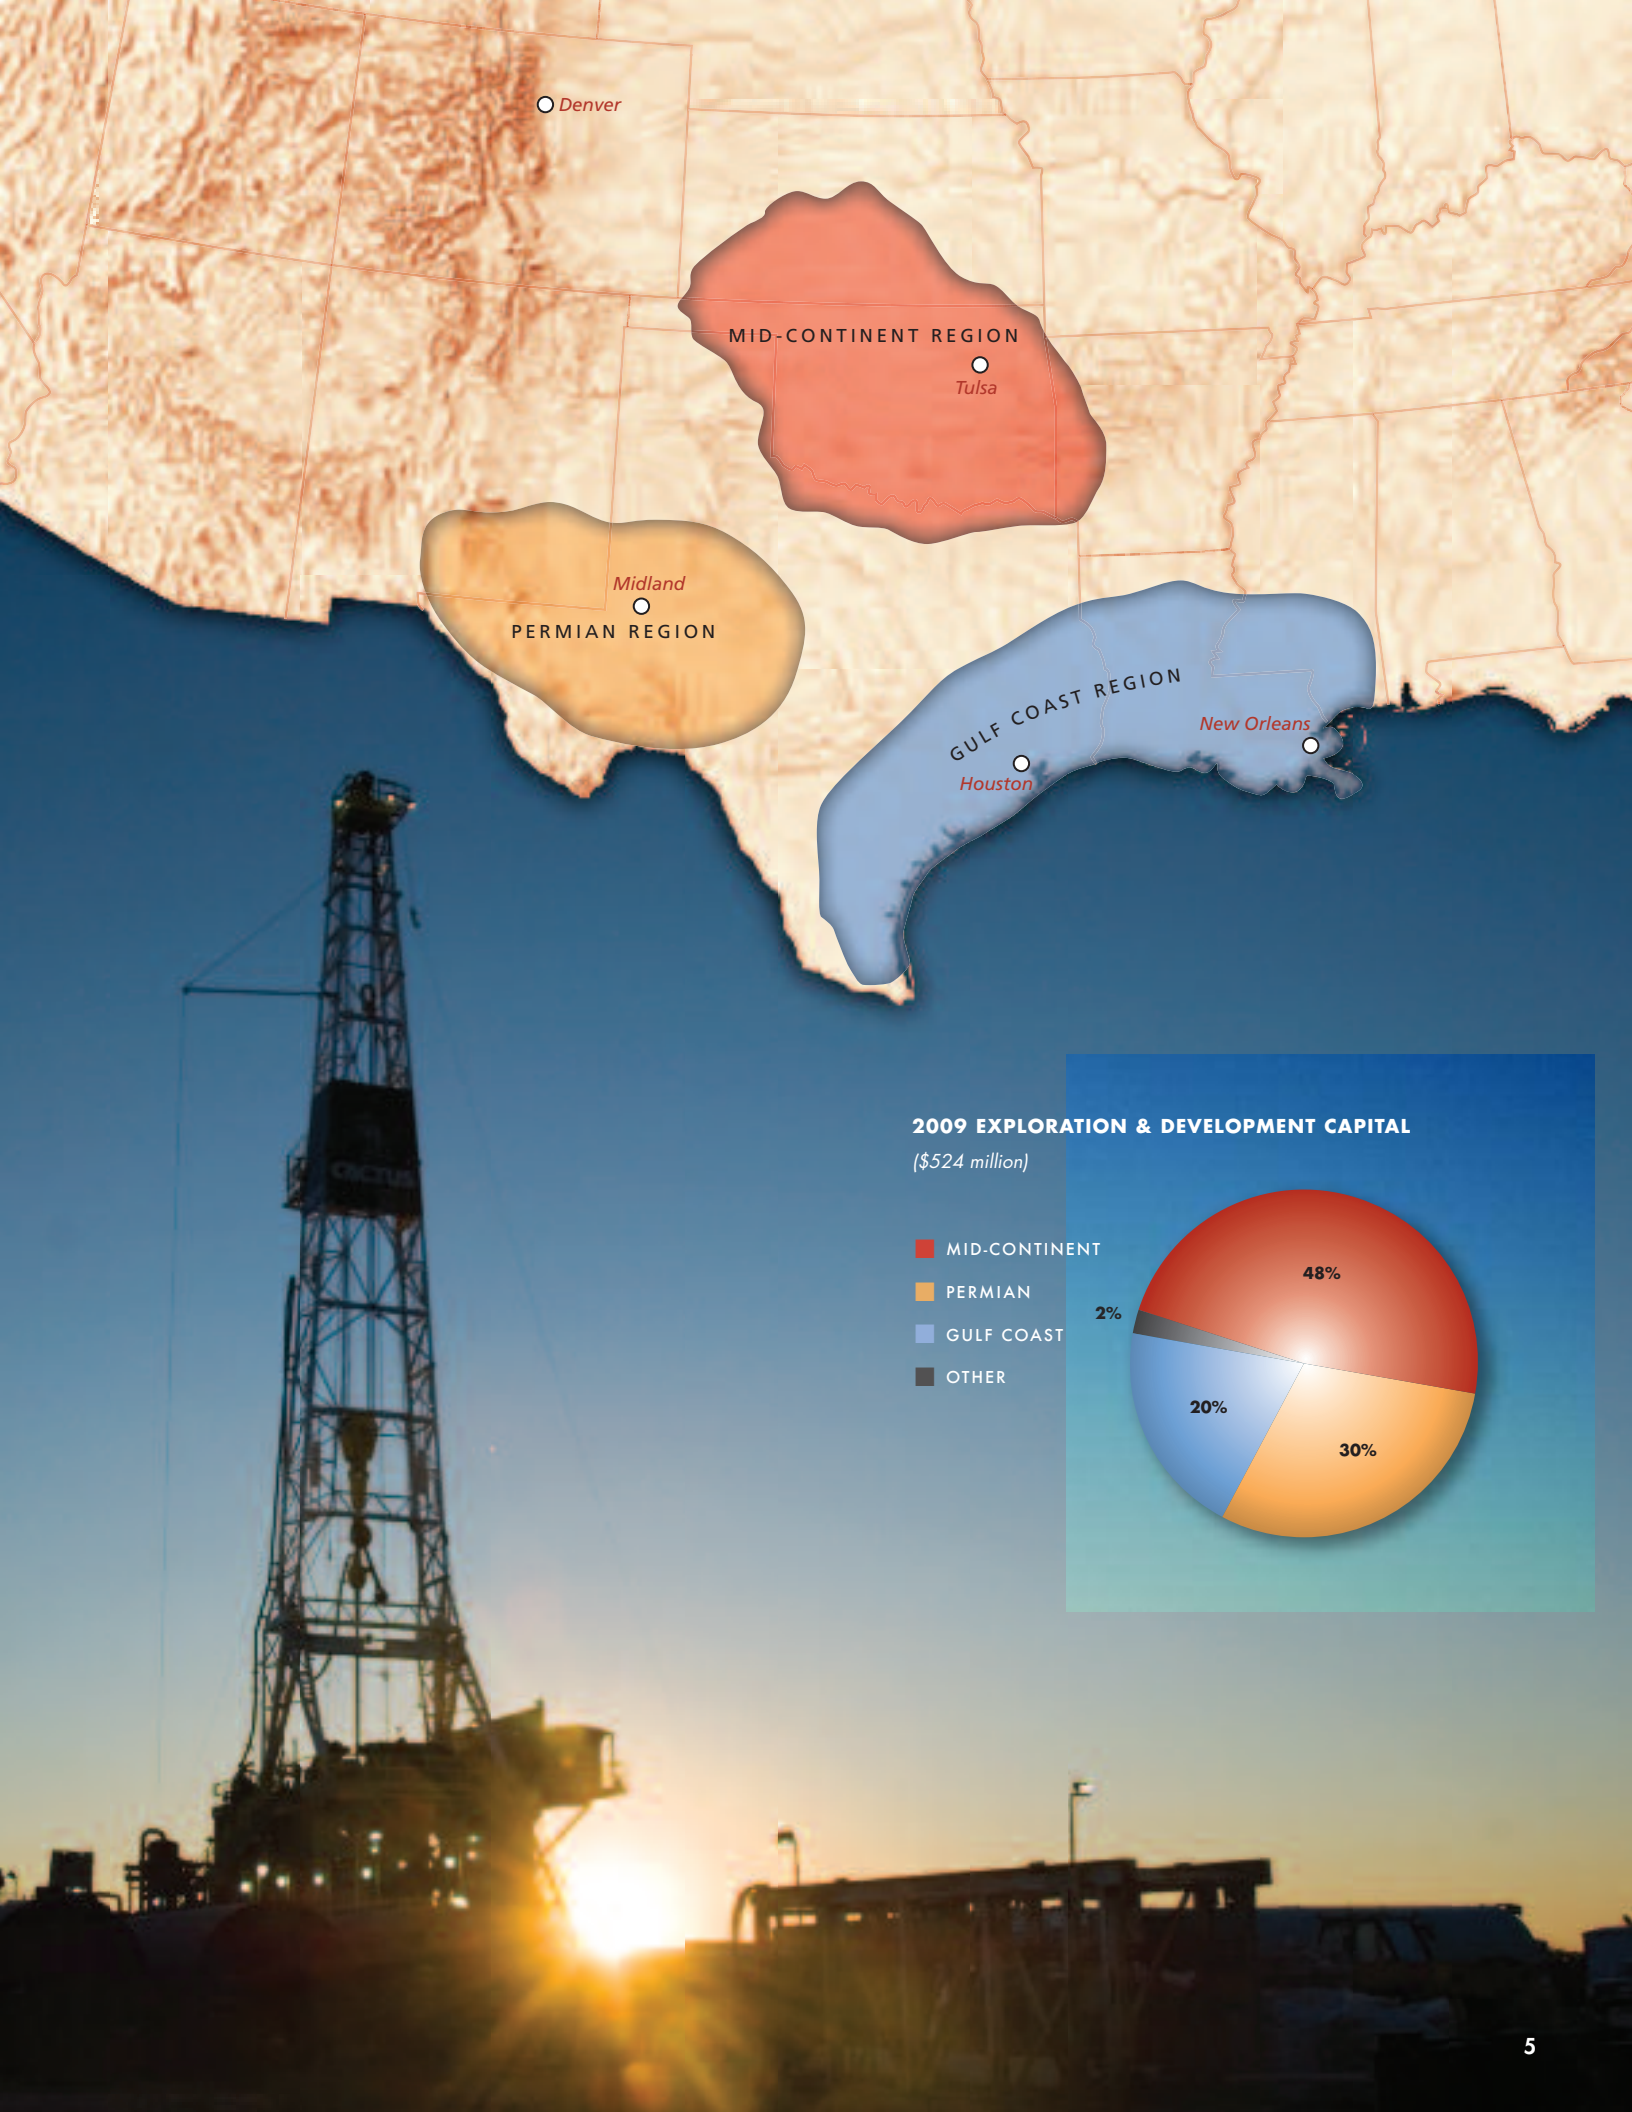 Denver
MID-CONTINENT REGION
Tulsa
Midland
PERMIAN REGION
GULF COAST REGION
New Orleans
Houston
2009 EXPLORATION & DEVELOPMENT CAPITAL
($524 million)
MID-CONTINENT
PERMIAN
GULF COAST
OTHER
48%
2%
20%
30%
CACTUS
5